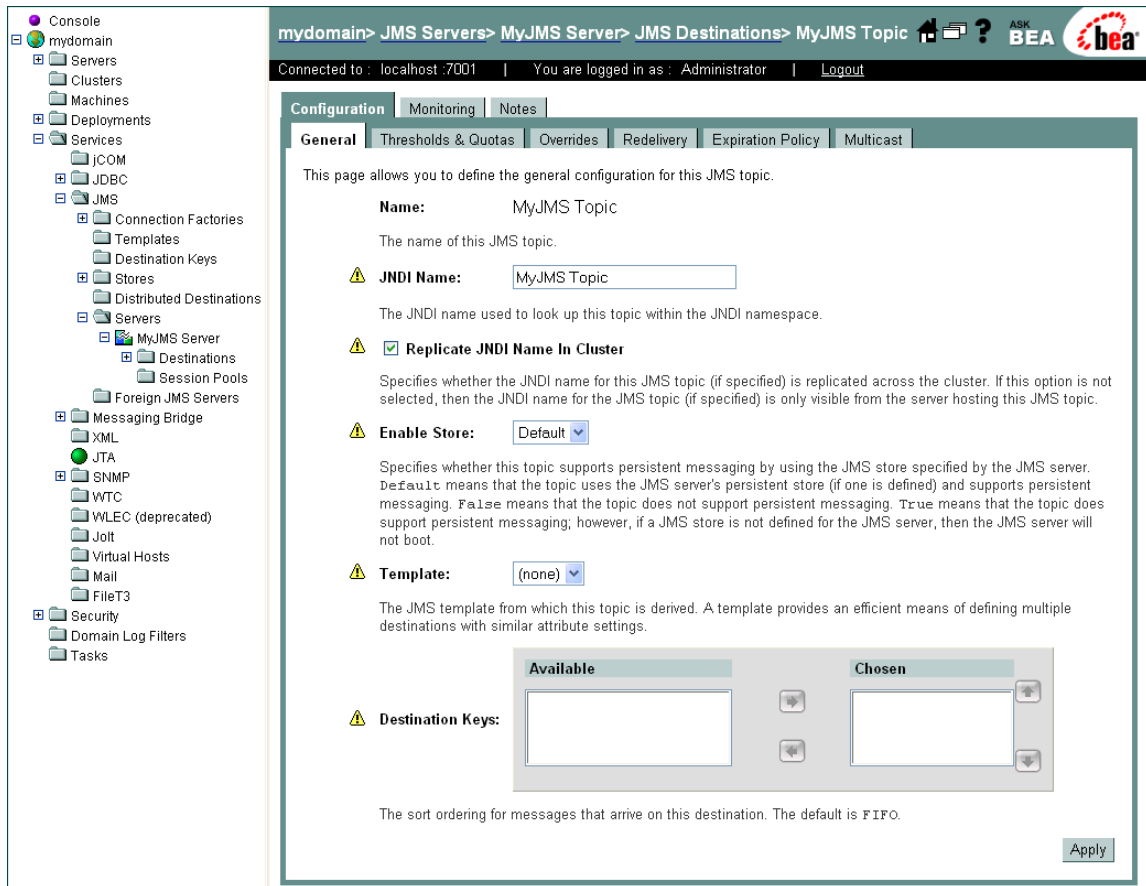 Console
mydomain
Servers
Clusters
Machines
Deployments
Services
jCOM
JDBC
JMS
Connection Factories
Templates
Destination Keys
Stores
Distributed Destinations
Servers
MyJMS Server
Destinations
Session Pools
Foreign JMS Servers
Messaging Bridge
XML
JTA
SNMP
WTC
WLEC (deprecated)
Jolt
Virtual Hosts
Mail
FileT3
Security
Domain Log Filters
Tasks
mydomain> JMS Servers> MyJMS Server> JMS Destinations> MyJMS Topic ? ASK BEA bea
Connected to : localhost :7001 | You are logged in as : Administrator | Logout
Configuration Monitoring Notes
General Thresholds & Quotas Overrides Redelivery Expiration Policy Multicast
This page allows you to define the general configuration for this JMS topic.
Name: MyJMS Topic
The name of this JMS topic.
JNDI Name: MyJMS Topic
The JNDI name used to look up this topic within the JNDI namespace.
Replicate JNDI Name In Cluster
Specifies whether the JNDI name for this JMS topic (if specified) is replicated across the cluster. If this option is not
selected, then the JNDI name for the JMS topic (if specified) is only visible from the server hosting this JMS topic.
Enable Store: Default
Specifies whether this topic supports persistent messaging by using the JMS store specified by the JMS server.
Default means that the topic uses the JMS server's persistent store (if one is defined) and supports persistent
messaging. False means that the topic does not support persistent messaging. True means that the topic does
support persistent messaging; however, if a JMS store is not defined for the JMS server, then the JMS server will
not boot.
Template: (none)
The JMS template from which this topic is derived. A template provides an efficient means of defining multiple
destinations with similar attribute settings.
Available Chosen
Destination Keys:
The sort ordering for messages that arrive on this destination. The default is FIFO.
Apply